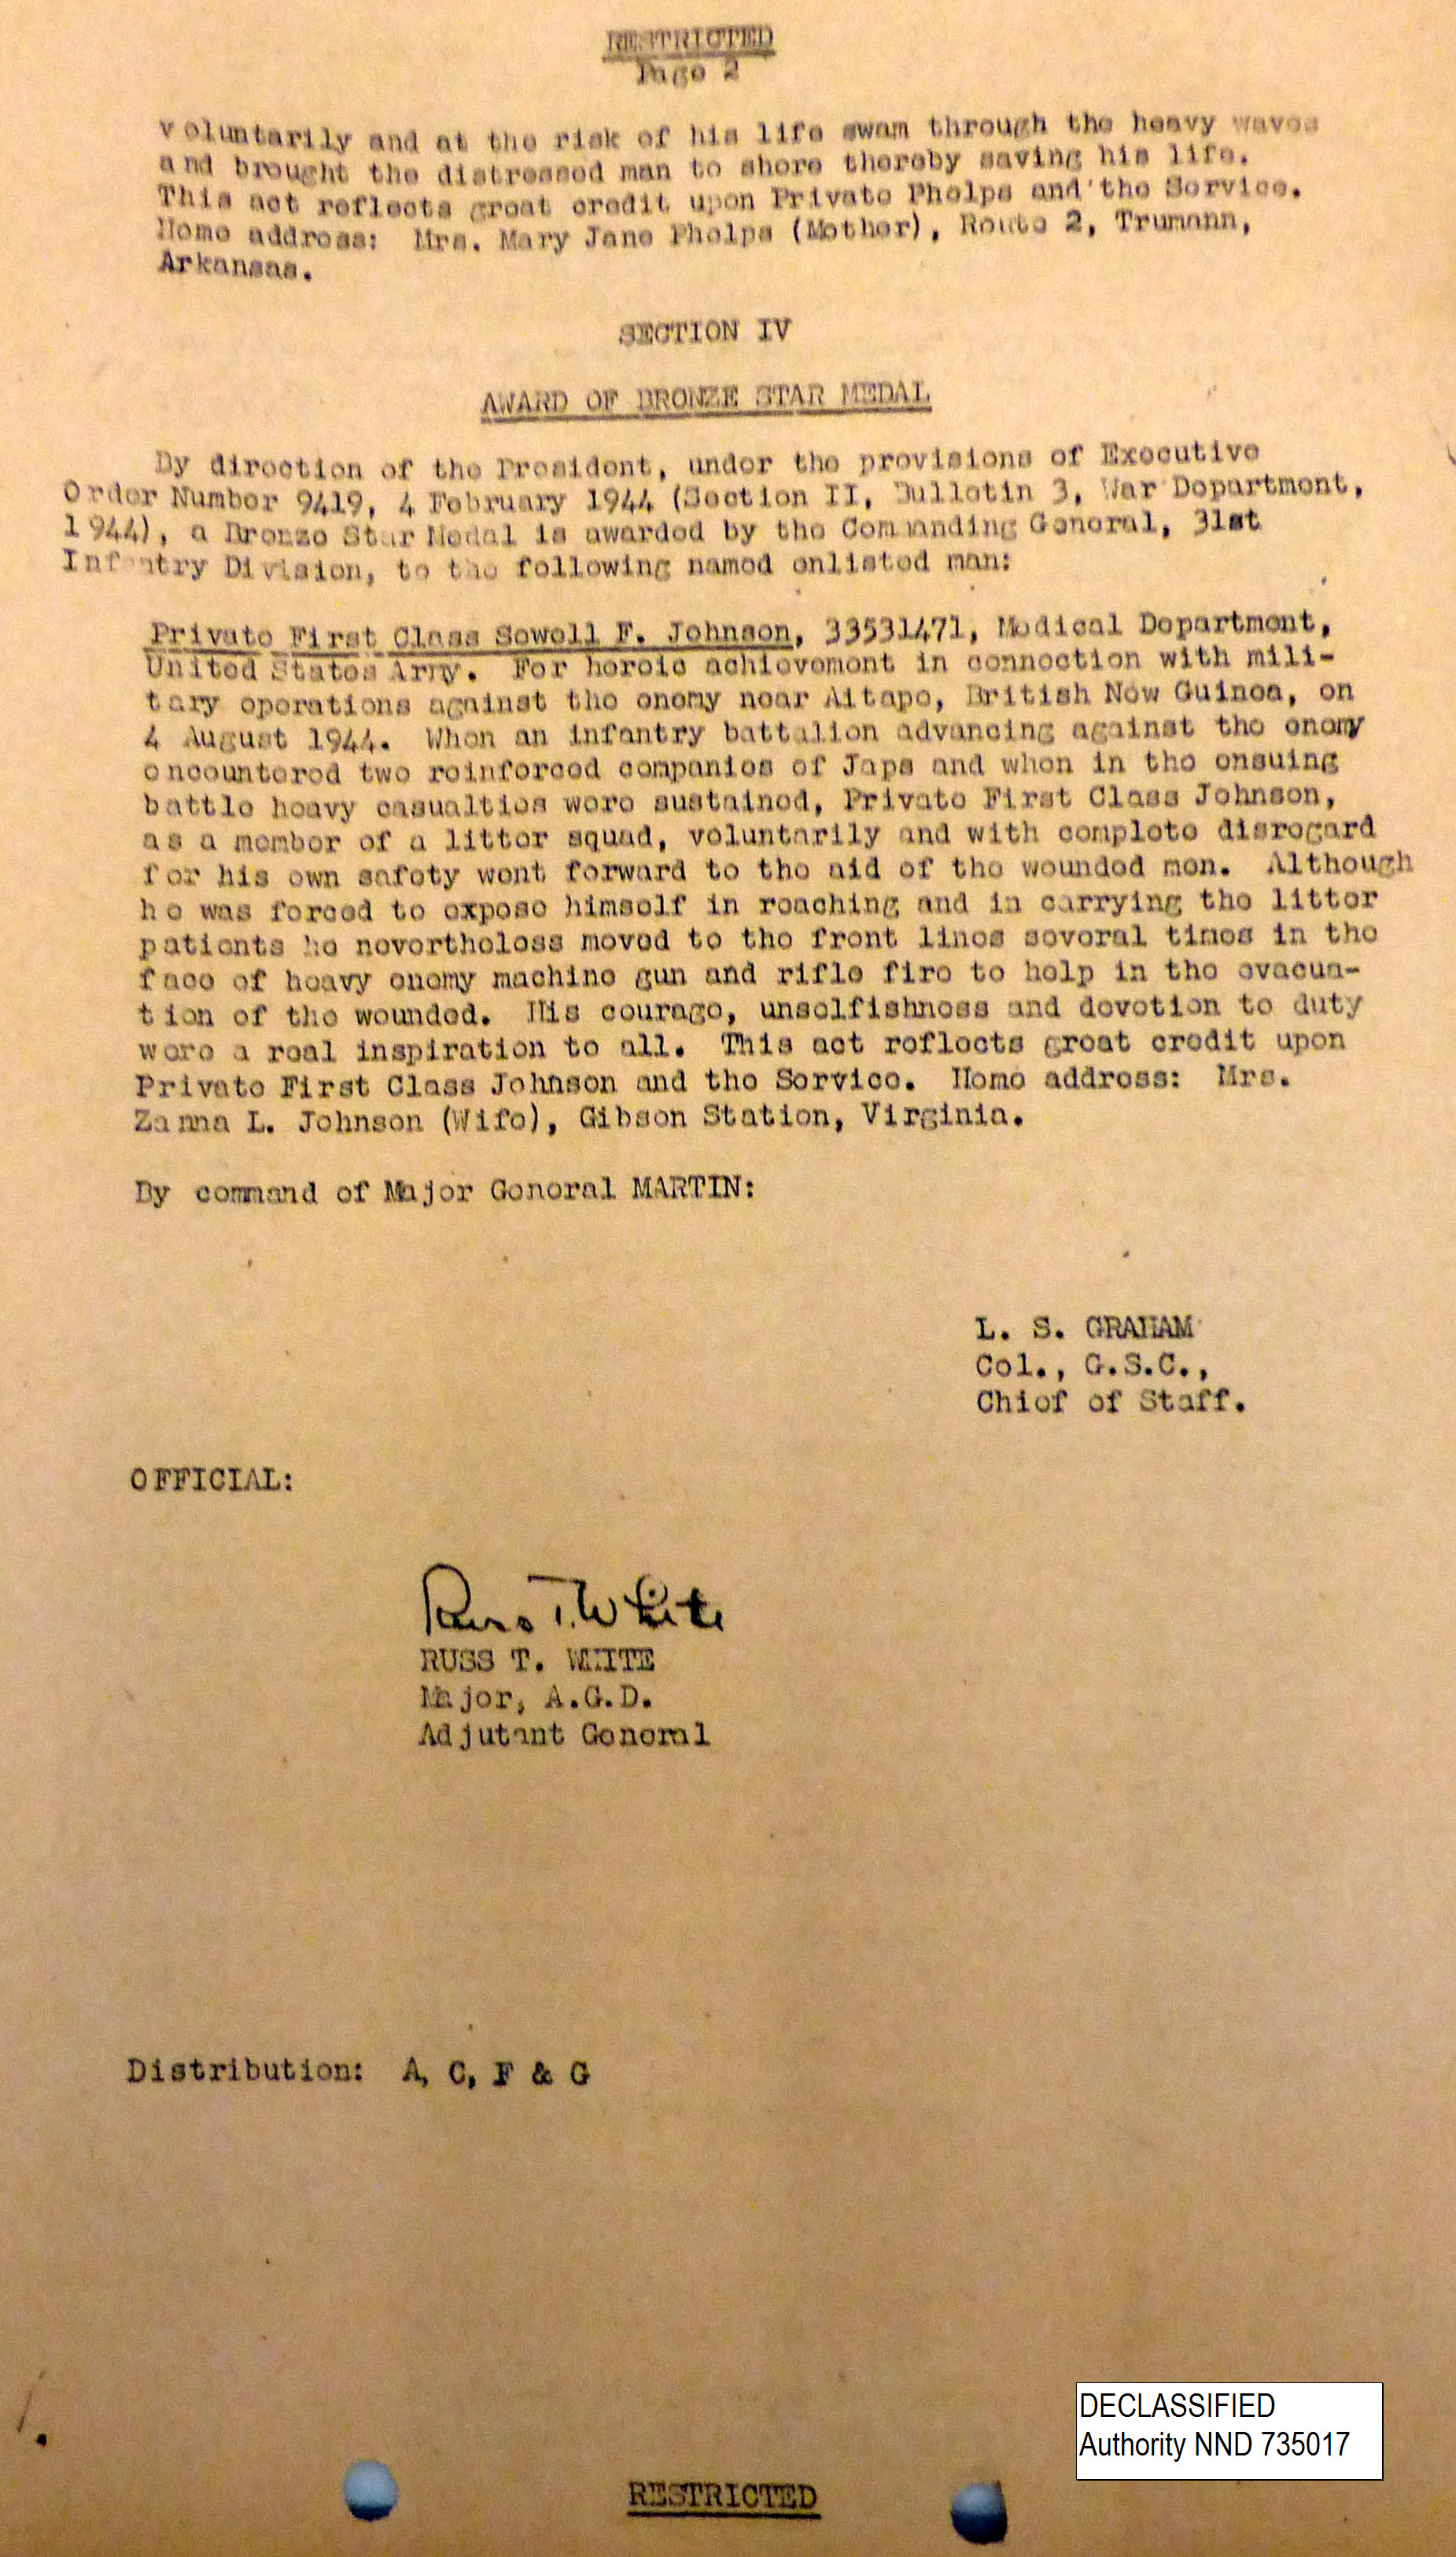 RESTRICTED
Page 2
voluntarily and at the risk of his life swam through the heavy waves
and brought the distressed man to shore thereby saving his life.
This act reflects great credit upon Private Phelps and the Service.
Home address: Mrs. Mary Jane Phelps (Mother), Route 2, Trumann,
Arkansas.
SECTION IV
AWARD OF BRONZE STAR MEDAL
By direction of the President, under the provisions of Executive
Order Number 9419, 4 February 1944 (Section II, Bulletin 3, War Department,
1944), a Bronze Star Medal is awarded by the Commanding General, 31st
Infantry Division, to the following named enlisted man:
Private First Class Sewell F. Johnson, 33531471, Medical Department,
United States Army. For heroic achievement in connection with mili-
tary operations against the enemy near Aitape, British New Guinea, on
4 August 1944. When an infantry battalion advancing against the enemy
encountered two reinforced companies of Japs and when in the ensuing
battle heavy casualties were sustained, Private First Class Johnson,
as a member of a litter squad, voluntarily and with complete disregard
for his own safety went forward to the aid of the wounded men. Although
he was forced to expose himself in reaching and in carrying the litter
patients he nevertheless moved to the front lines several times in the
face of heavy enemy machine gun and rifle fire to help in the evacua-
tion of the wounded. His courage, unselfishness and devotion to duty
were a real inspiration to all. This act reflects great credit upon
Private First Class Johnson and the Service. Home address: Mrs.
Zanna L. Johnson (Wife), Gibson Station, Virginia.
By command of Major General MARTIN:
L. S. GRAHAM
Col., G.S.C.,
Chief of Staff.
OFFICIAL:
Russ T. White
RUSS T. WHITE
Major, A.G.D.
Adjutant General
Distribution: A, C, F & G
DECLASSIFIED
Authority NND 735017
RESTRICTED